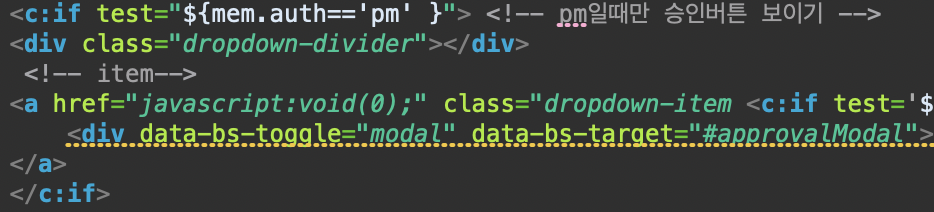 <c:if test="${mem.auth=='pm' }"> <!-- pm일때만 승인버튼 보이기 -->
<div class="dropdown-divider"></div>
<!-- item-->
<a href="javascript:void(0);" class="dropdown-item <c:if test='$
<div data-bs-toggle="modal" data-bs-target="#approvalModal">
</a>
</c:if>